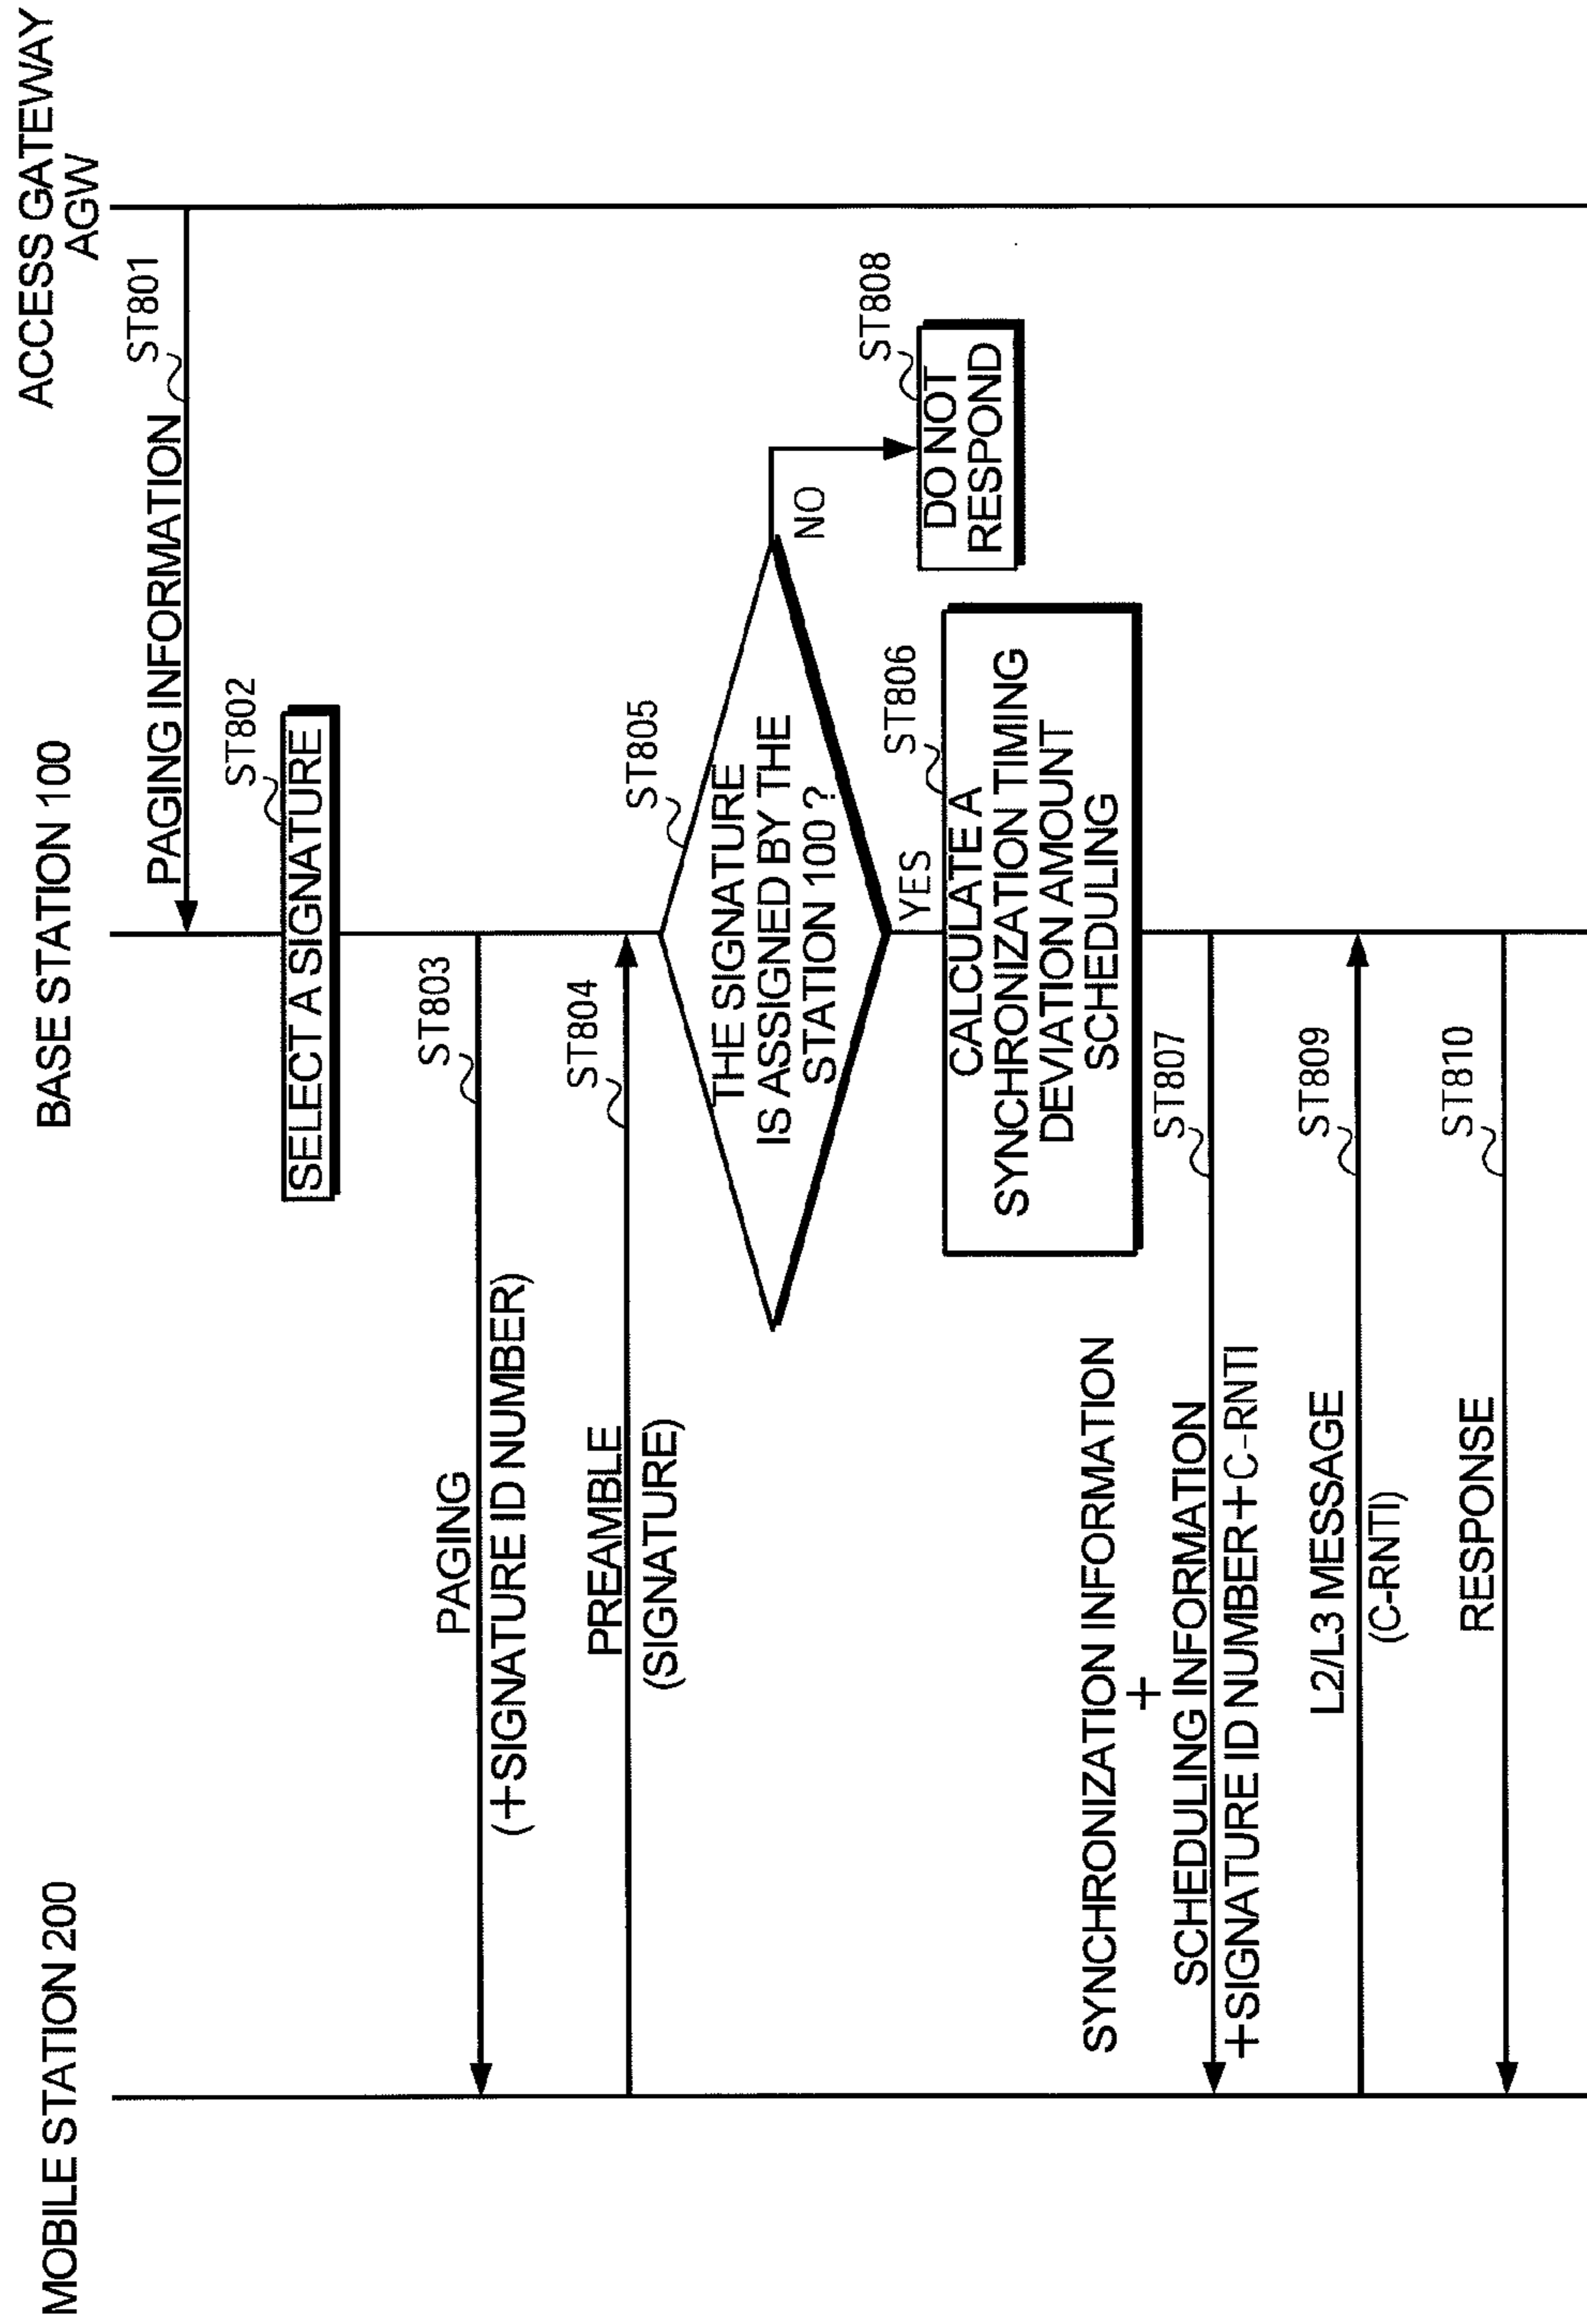 MOBILE STATION 200
BASE STATION 100
ACCESS GATEWAY
AGW
PAGING INFORMATION
ST801
ST802
SELECT A SIGNATURE
ST803
PAGING
(+SIGNATURE ID NUMBER)
ST804
PREAMBLE
(SIGNATURE)
ST805
THE SIGNATURE
IS ASSIGNED BY THE
STATION 100 ?
NO
ST808
DO NOT
RESPOND
YES
ST806
CALCULATE A
SYNCHRONIZATION TIMING
DEVIATION AMOUNT
SCHEDULING
ST807
SYNCHRONIZATION INFORMATION
+
SCHEDULING INFORMATION
+SIGNATURE ID NUMBER+C-RNTI
ST809
L2/L3 MESSAGE
(C-RNTI)
ST810
RESPONSE